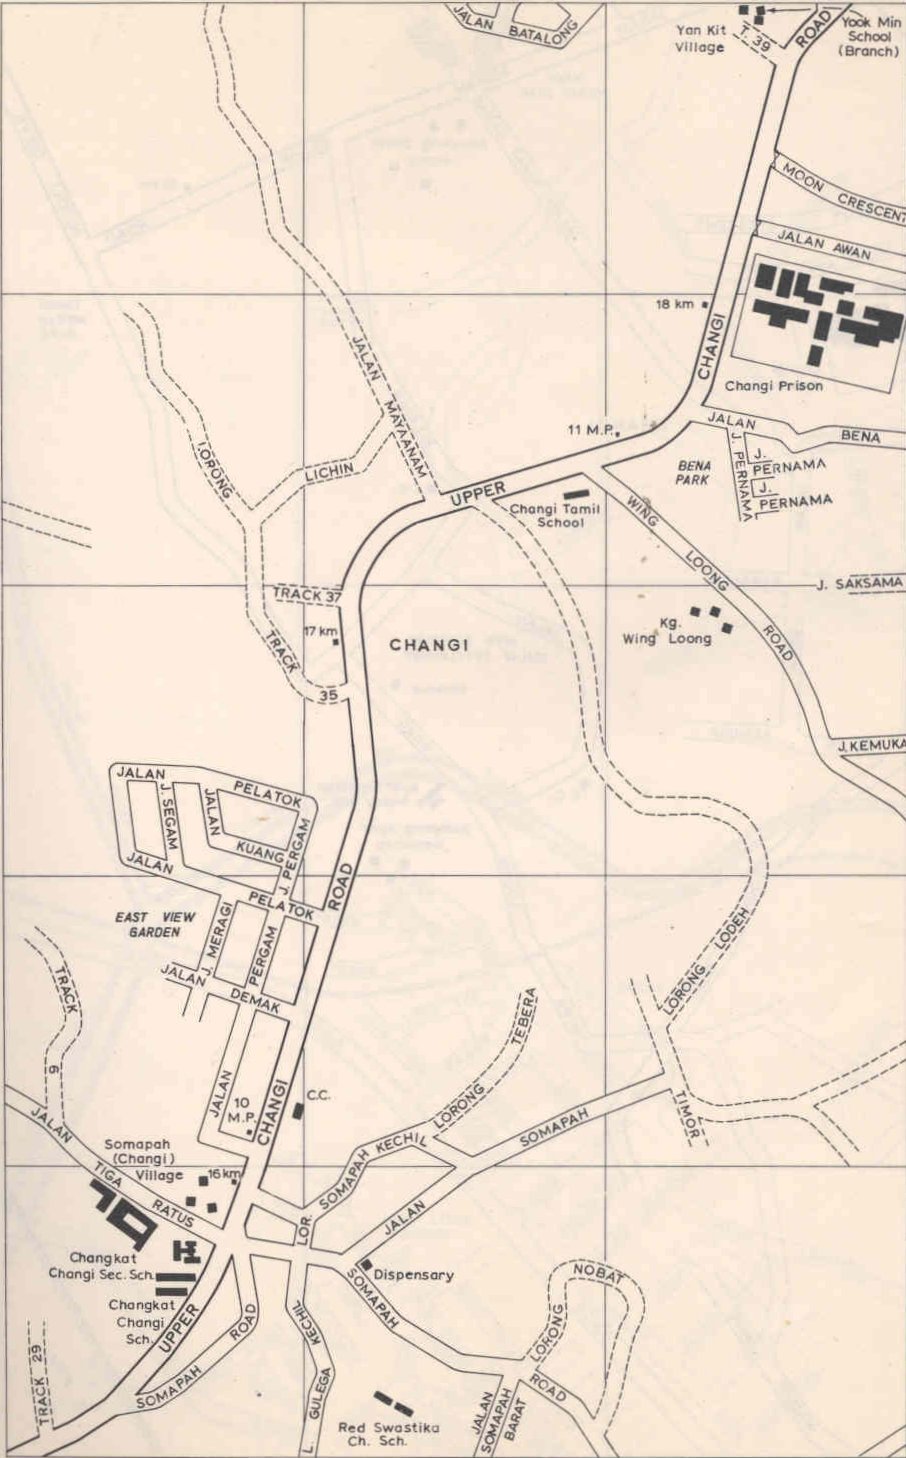 JALAN BATALONG
Yan Kit
Village
T. 39
ROAD
Yook Min
School
(Branch)
MOON CRESCENT
JALAN AWAN
18 km
CHANGI
Changi Prison
JALAN BENA
11 M.P.
J. PERNAMA
J.
PERNAMA
J.
PERNAMA
BENA
PARK
JALAN MAYAANAM
LORONG LICHIN
UPPER
Changi Tamil
School
WING LOONG ROAD
J. SAKSAMA
TRACK 37
17 km
TRACK 35
CHANGI
Kg.
Wing Loong
J. KEMUKA
JALAN PELATOK
J. SEGAM
JALAN KUANG
J. PERGAM
JALAN PELATOK
ROAD
EAST VIEW
GARDEN
J. MERAGI
PERGAM
JALAN DEMAK
LORONG LODEH
TRACK 9
LORONG TEBERA
JALAN
10
M.P.
CHANGI
C.C.
TIMOR
JALAN TIGA RATUS
Somapah
(Changi)
Village
16 km
LOR. SOMAPAH KECHIL
JALAN SOMAPAH
Changkat
Changi Sec. Sch.
Changkat
Changi
Sch.
UPPER
SOMAPAH ROAD
L. GULEGA KECHIL
Dispensary
SOMAPAH ROAD
LORONG NOBAT
TRACK 29
Red Swastika
Ch. Sch.
JALAN
SOMAPAH
BARAT